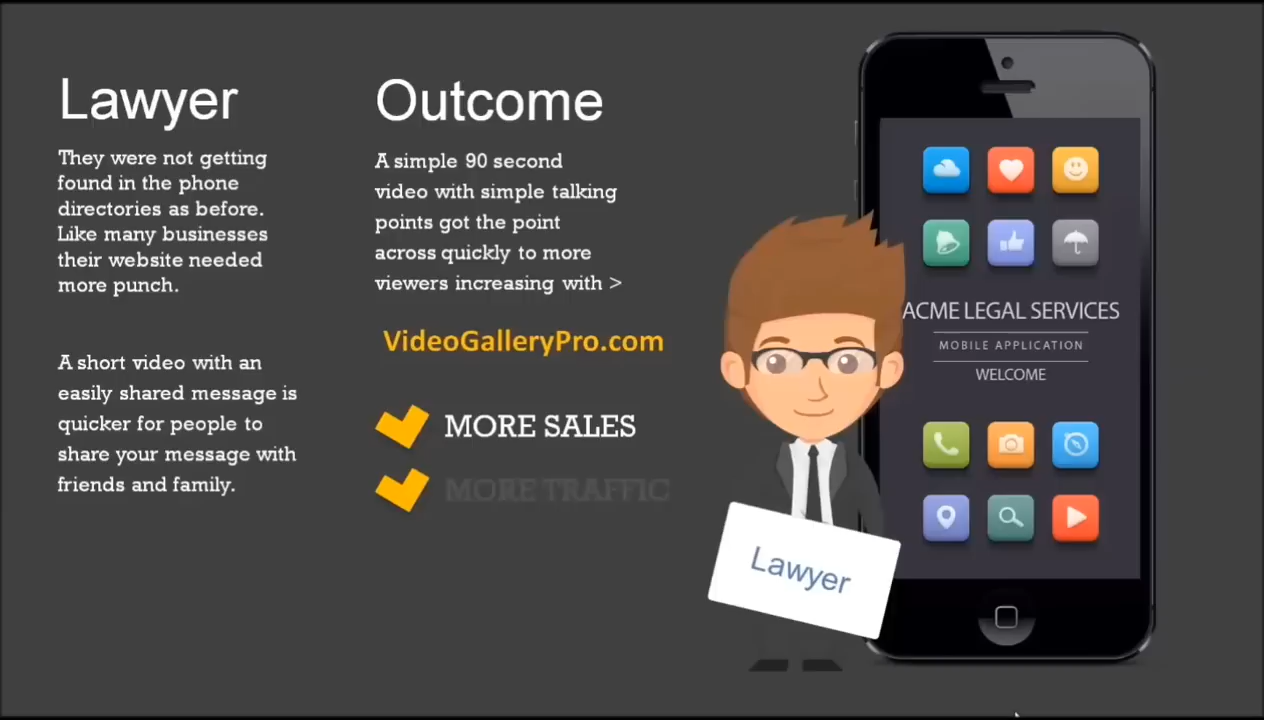 Lawyer
They were not getting
found in the phone
directories as before.
Like many businesses
their website needed
more punch.
A short video with an
easily shared message is
quicker for people to
share your message with
friends and family.
Outcome
A simple 90 second
video with simple talking
points got the point
across quickly to more
viewers increasing with >
VideoGalleryPro.com
MORE SALES
MORE TRAFFIC
ACME LEGAL SERVICES
MOBILE APPLICATION
WELCOME
Lawyer